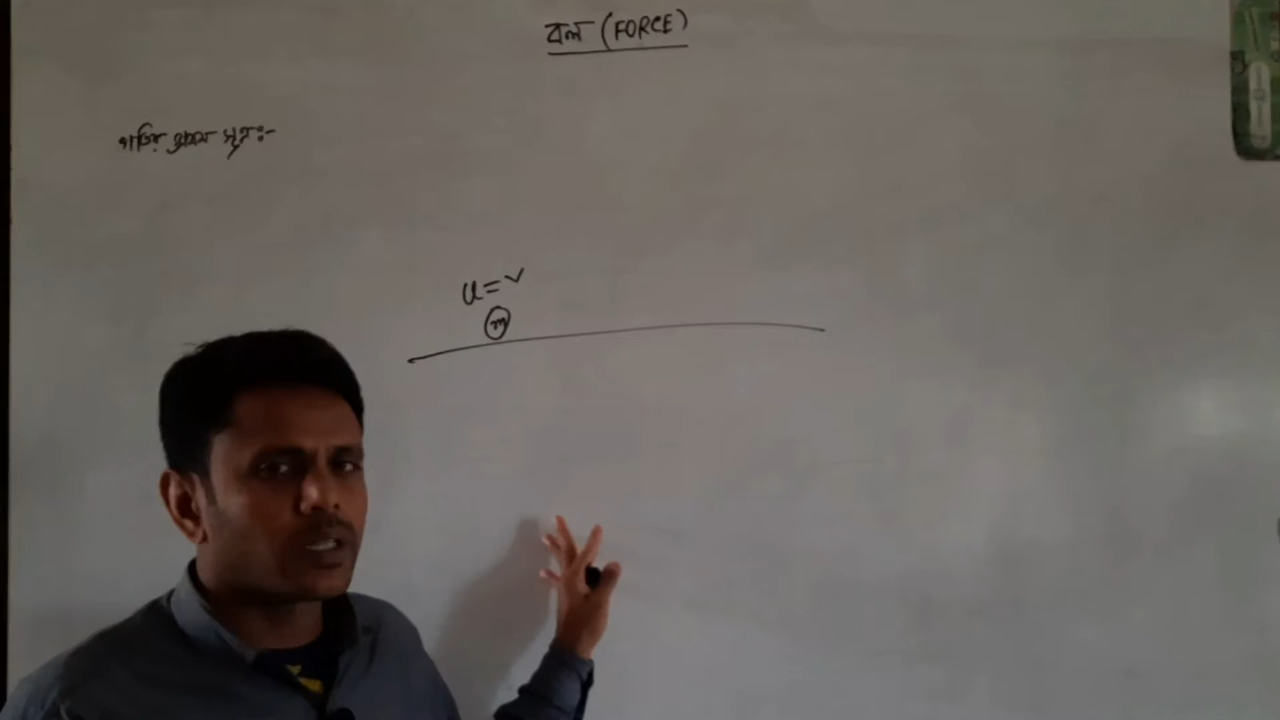 বল (FORCE)
গতির প্রথম সূত্রঃ-
u = v
m